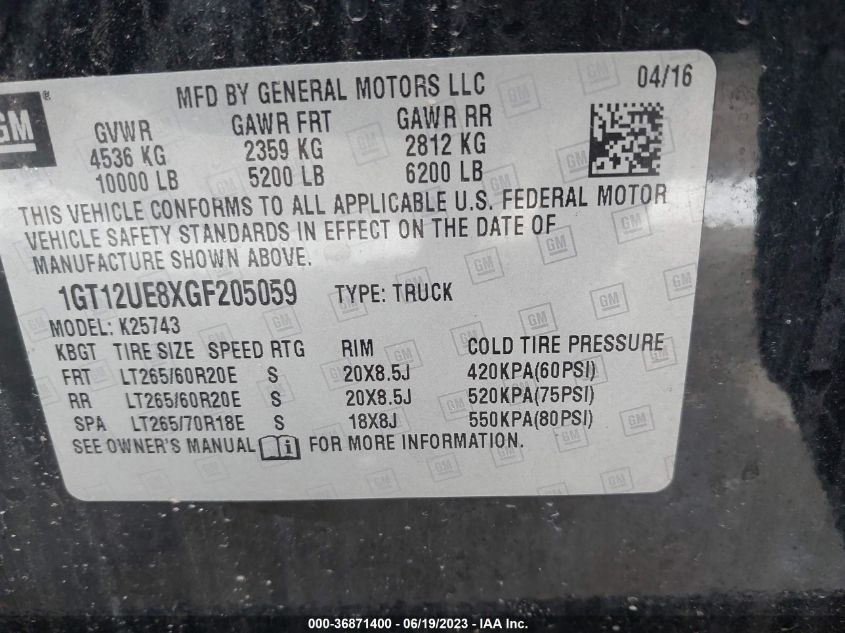 GM ®
MFD BY GENERAL MOTORS LLC 04/16
GVWR GAWR FRT GAWR RR
4536 KG 2359 KG 2812 KG
10000 LB 5200 LB 6200 LB
THIS VEHICLE CONFORMS TO ALL APPLICABLE U.S. FEDERAL MOTOR
VEHICLE SAFETY STANDARDS IN EFFECT ON THE DATE OF
MANUFACTURE SHOWN ABOVE.
1GT12UE8XGF205059 TYPE: TRUCK
MODEL: K25743
KBGT TIRE SIZE SPEED RTG RIM COLD TIRE PRESSURE
FRT LT265/60R20E S 20X8.5J 420KPA(60PSI)
RR LT265/60R20E S 20X8.5J 520KPA(75PSI)
SPA LT265/70R18E S 18X8J 550KPA(80PSI)
SEE OWNER'S MANUAL FOR MORE INFORMATION.
000-36871400 - 06/19/2023 - IAA Inc.